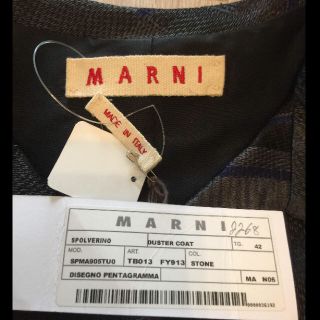 MARNI
MADE IN ITALY
MARNI 2268
SPOLVERINO DUSTER COAT TG. 42
MOD. ART. COL.
SPMA905TU0 TB013 FY913 STONE
DISEGNO PENTAGRAMMA MA N05